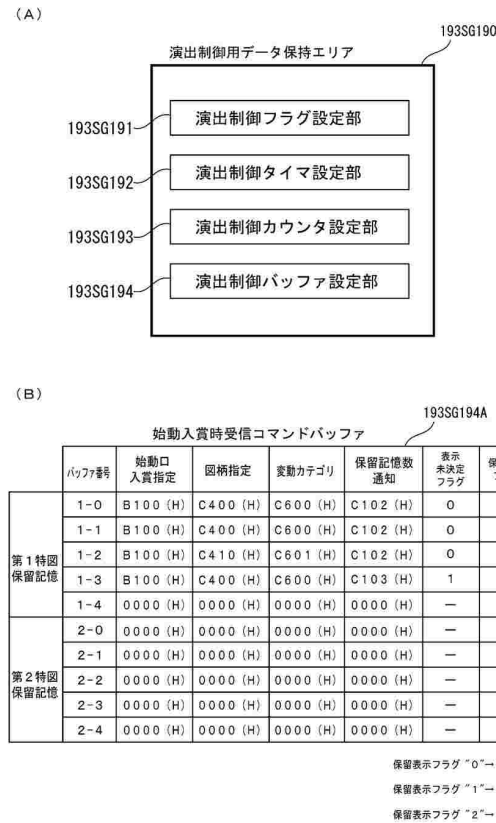 (A)
193SG190
演出制御用データ保持エリア
193SG191 演出制御フラグ設定部
193SG192 演出制御タイマ設定部
193SG193 演出制御カウンタ設定部
193SG194 演出制御バッファ設定部
(B)
193SG194A
始動入賞時受信コマンドバッファ
バッファ番号 始動口入賞指定 図柄指定 変動カテゴリ 保留記憶数通知 表示未決定フラグ
第1特図保留記憶
1-0 B100(H) C400(H) C600(H) C102(H) 0
1-1 B100(H) C400(H) C600(H) C102(H) 0
1-2 B100(H) C410(H) C601(H) C102(H) 0
1-3 B100(H) C400(H) C600(H) C103(H) 1
1-4 0000(H) 0000(H) 0000(H) 0000(H) ―
第2特図保留記憶
2-0 0000(H) 0000(H) 0000(H) 0000(H) ―
2-1 0000(H) 0000(H) 0000(H) 0000(H) ―
2-2 0000(H) 0000(H) 0000(H) 0000(H) ―
2-3 0000(H) 0000(H) 0000(H) 0000(H) ―
2-4 0000(H) 0000(H) 0000(H) 0000(H) ―
保留表示フラグ "0"→
保留表示フラグ "1"→
保留表示フラグ "2"→